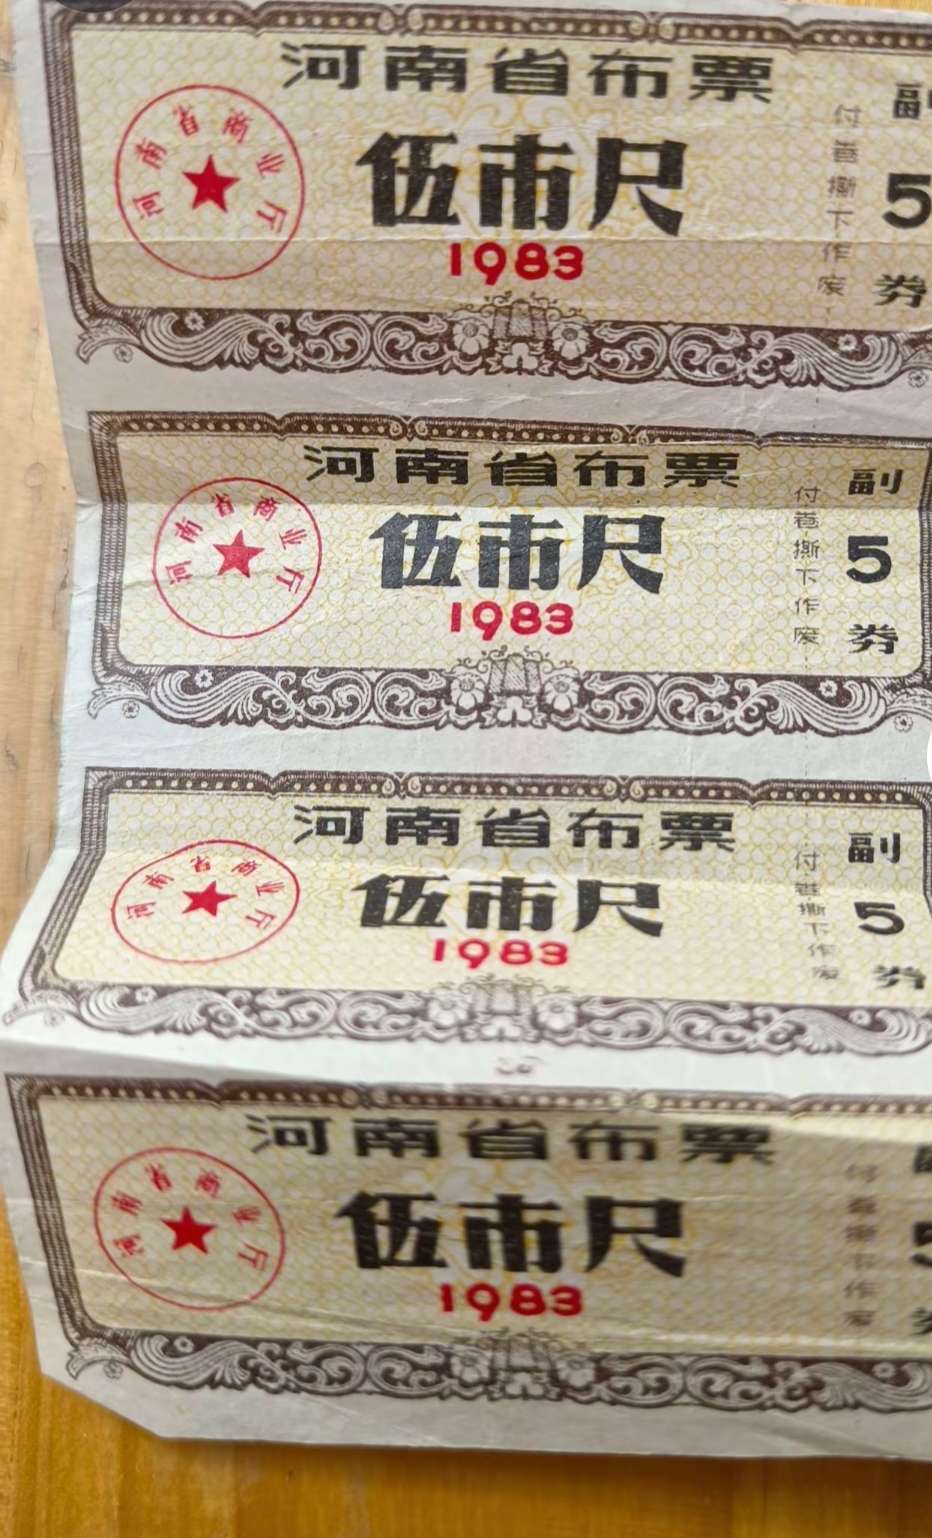 河南省布票
河南省商业厅
伍市尺
1983
付卷撕下作废
副
5
券
河南省布票
河南省商业厅
伍市尺
1983
付卷撕下作废
副
5
券
河南省布票
河南省商业厅
伍市尺
1983
付卷撕下作废
副
5
券
河南省布票
河南省商业厅
伍市尺
1983